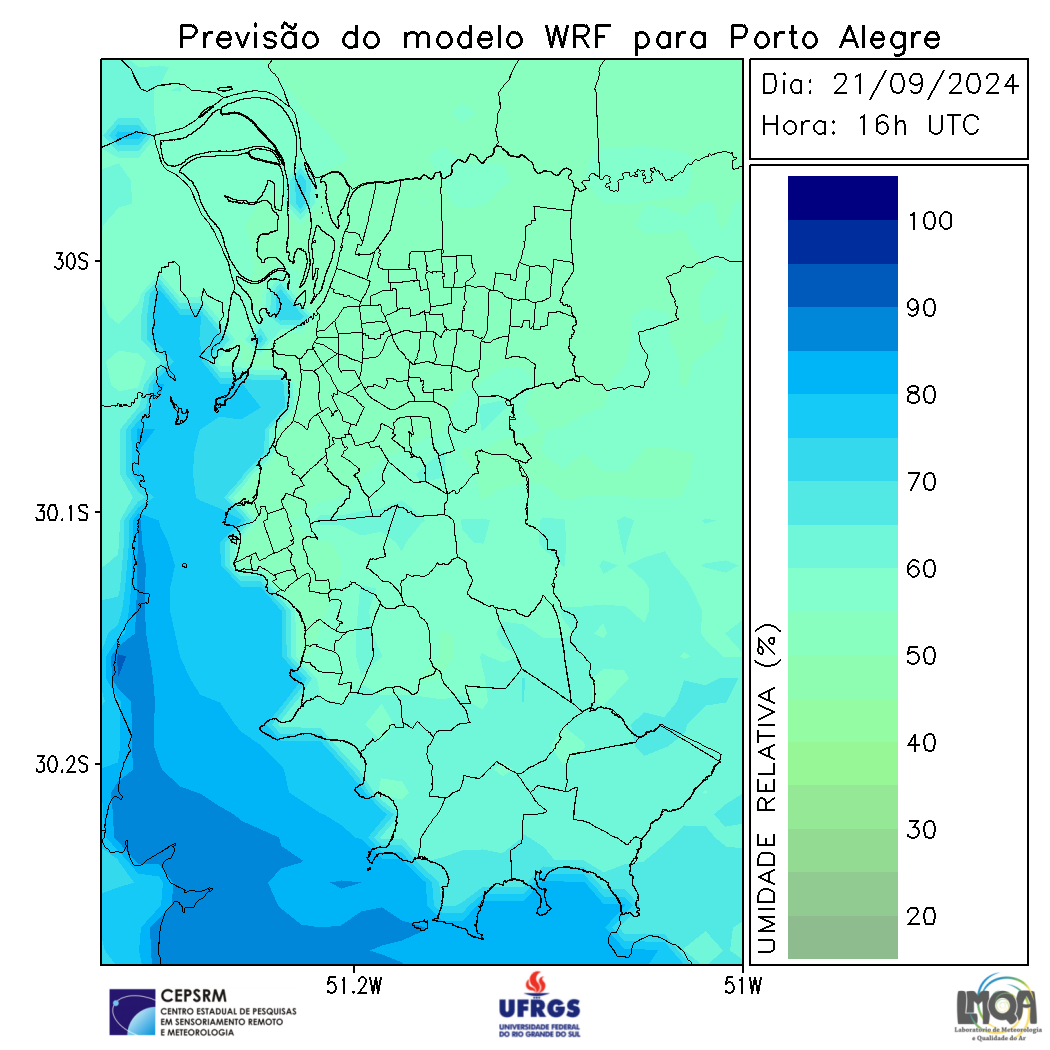 Previsão do modelo WRF para Porto Alegre
Dia: 21/09/2024
Hora: 16h UTC
30S
30.1S
30.2S
51.2W
51W
UMIDADE RELATIVA (%)
100
90
80
70
60
50
40
30
20
CEPSRM
CENTRO ESTADUAL DE PESQUISAS
EM SENSORIAMENTO REMOTO
E METEOROLOGIA
UFRGS
UNIVERSIDADE FEDERAL
DO RIO GRANDE DO SUL
LMQA
Laboratório de Meteorologia
e Qualidade do Ar